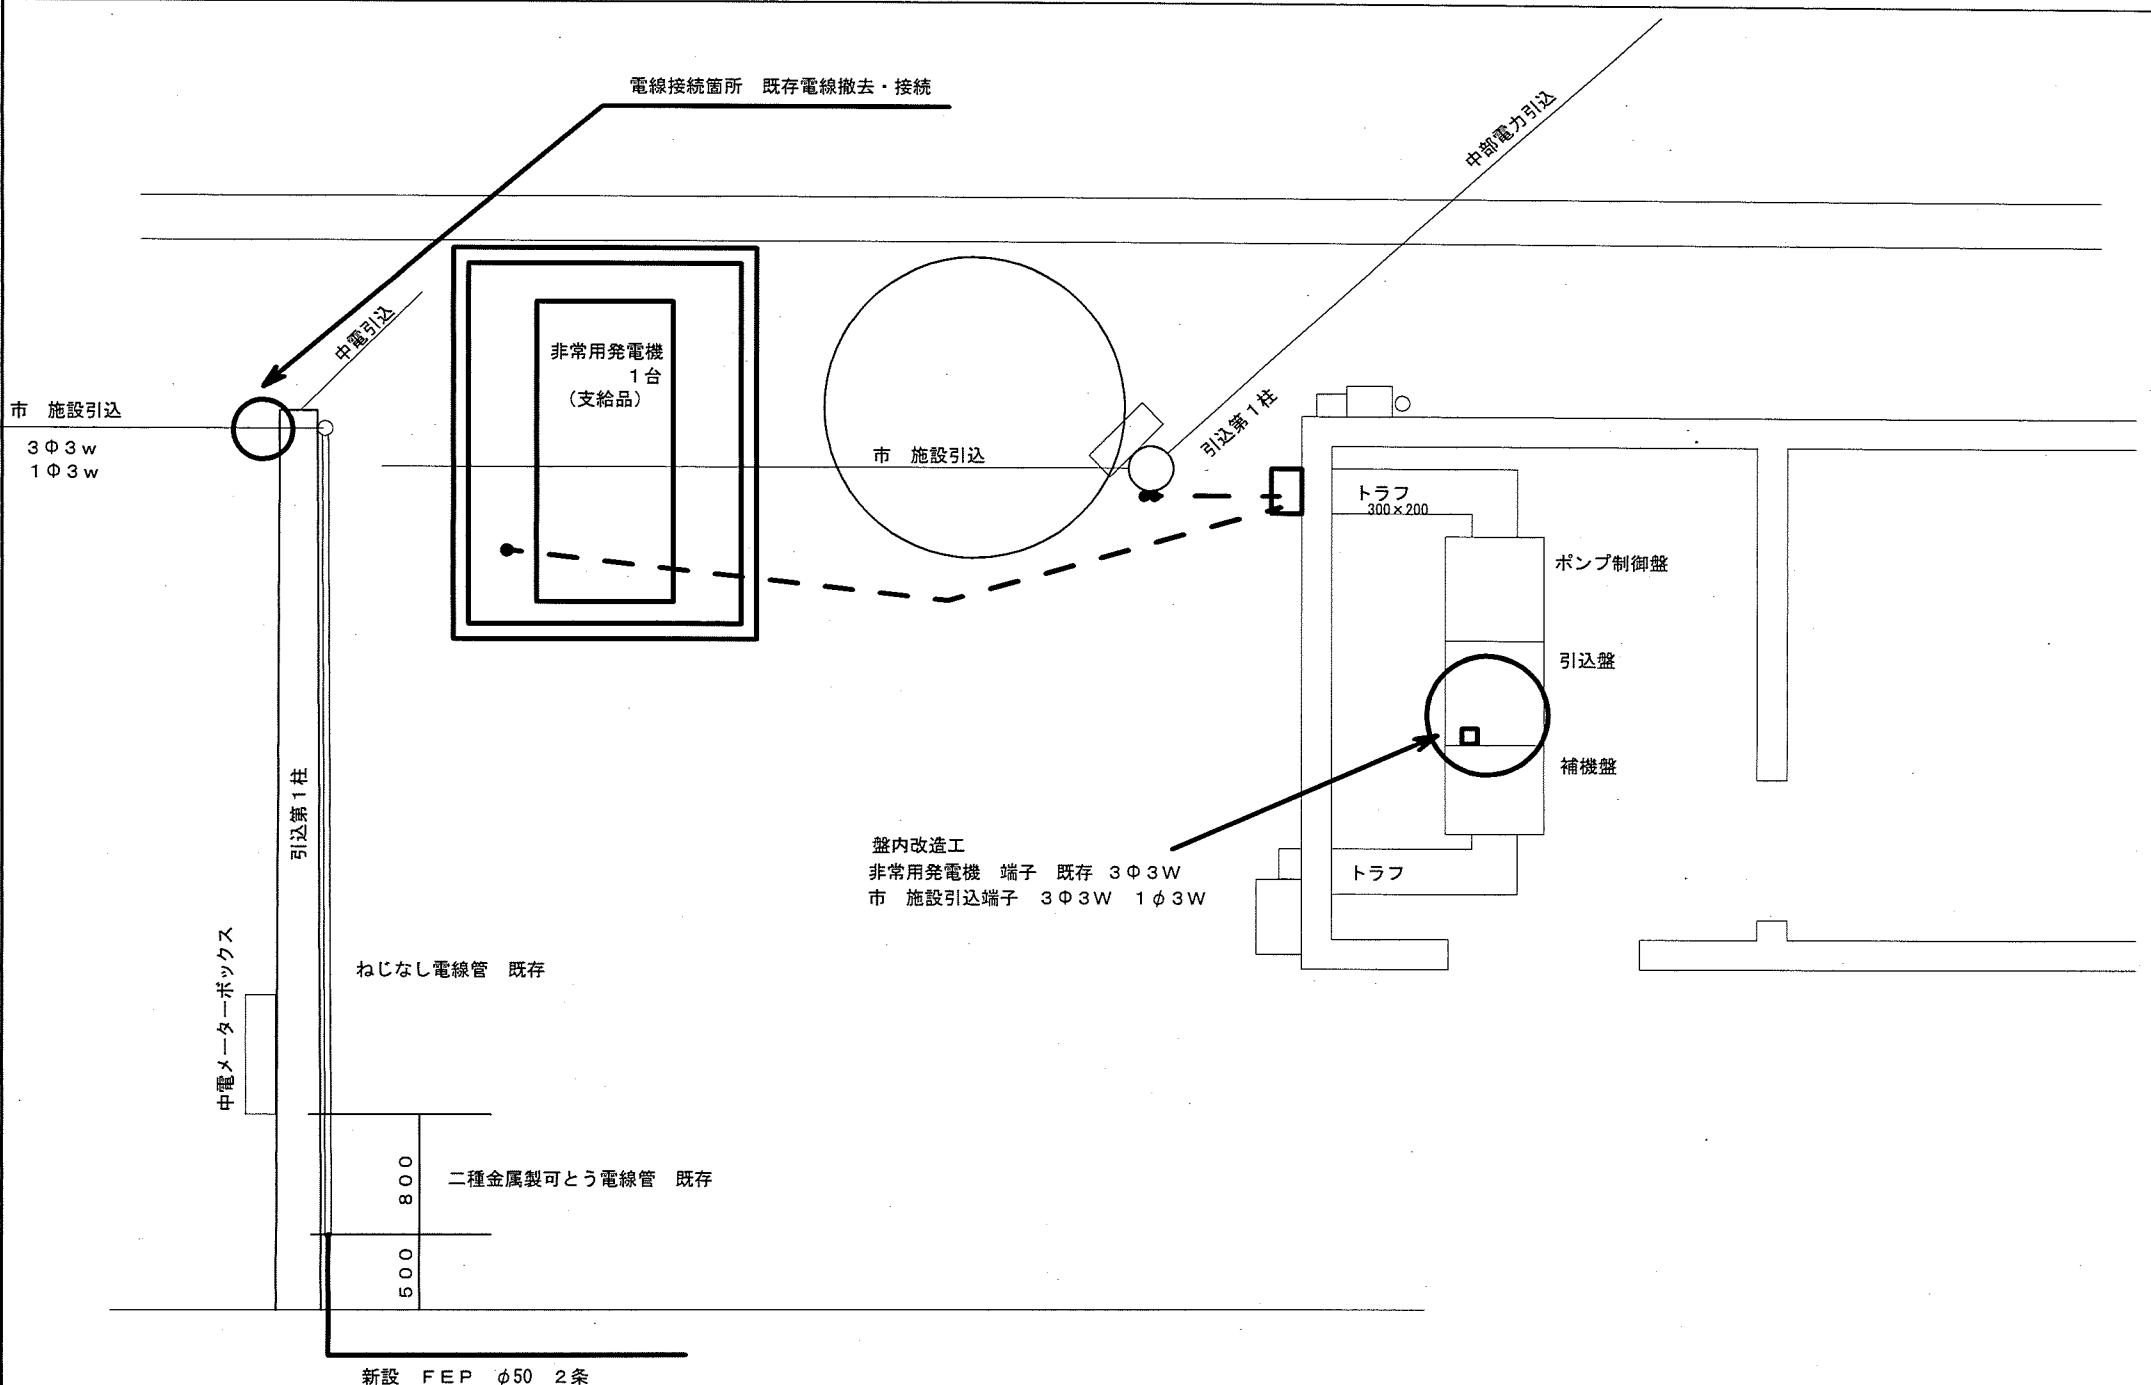 電線接続箇所　既存電線撤去・接続
中部電力引込
中電引込
非常用発電機
1台
（支給品）
市　施設引込
3Φ3w
1Φ3w
市　施設引込
引込第1柱
トラフ
300×200
ポンプ制御盤
引込盤
補機盤
引込第1柱
盤内改造工
非常用発電機　端子　既存　3Φ3W
市　施設引込端子　3Φ3W　1φ3W
トラフ
中電メーターボックス
ねじなし電線管　既存
800
二種金属製可とう電線管　既存
500
新設　FEP　φ50　2条